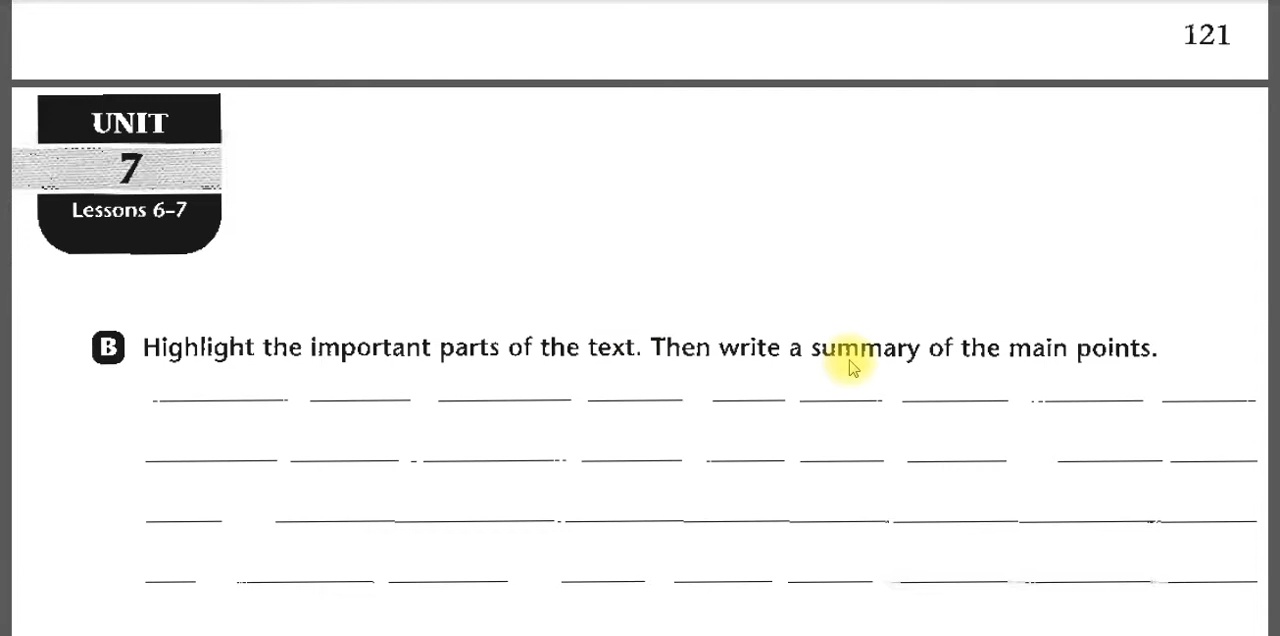 121
UNIT
7
Lessons 6–7
B Highlight the important parts of the text. Then write a summary of the main points.